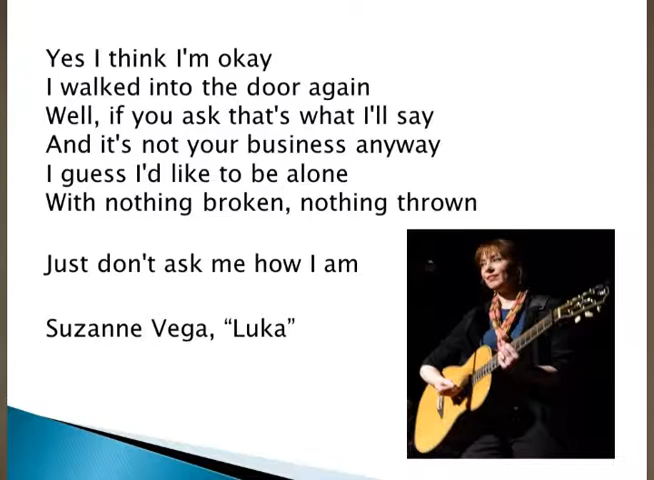 Yes I think I'm okay
I walked into the door again
Well, if you ask that's what I'll say
And it's not your business anyway
I guess I'd like to be alone
With nothing broken, nothing thrown
Just don't ask me how I am
Suzanne Vega, “Luka”